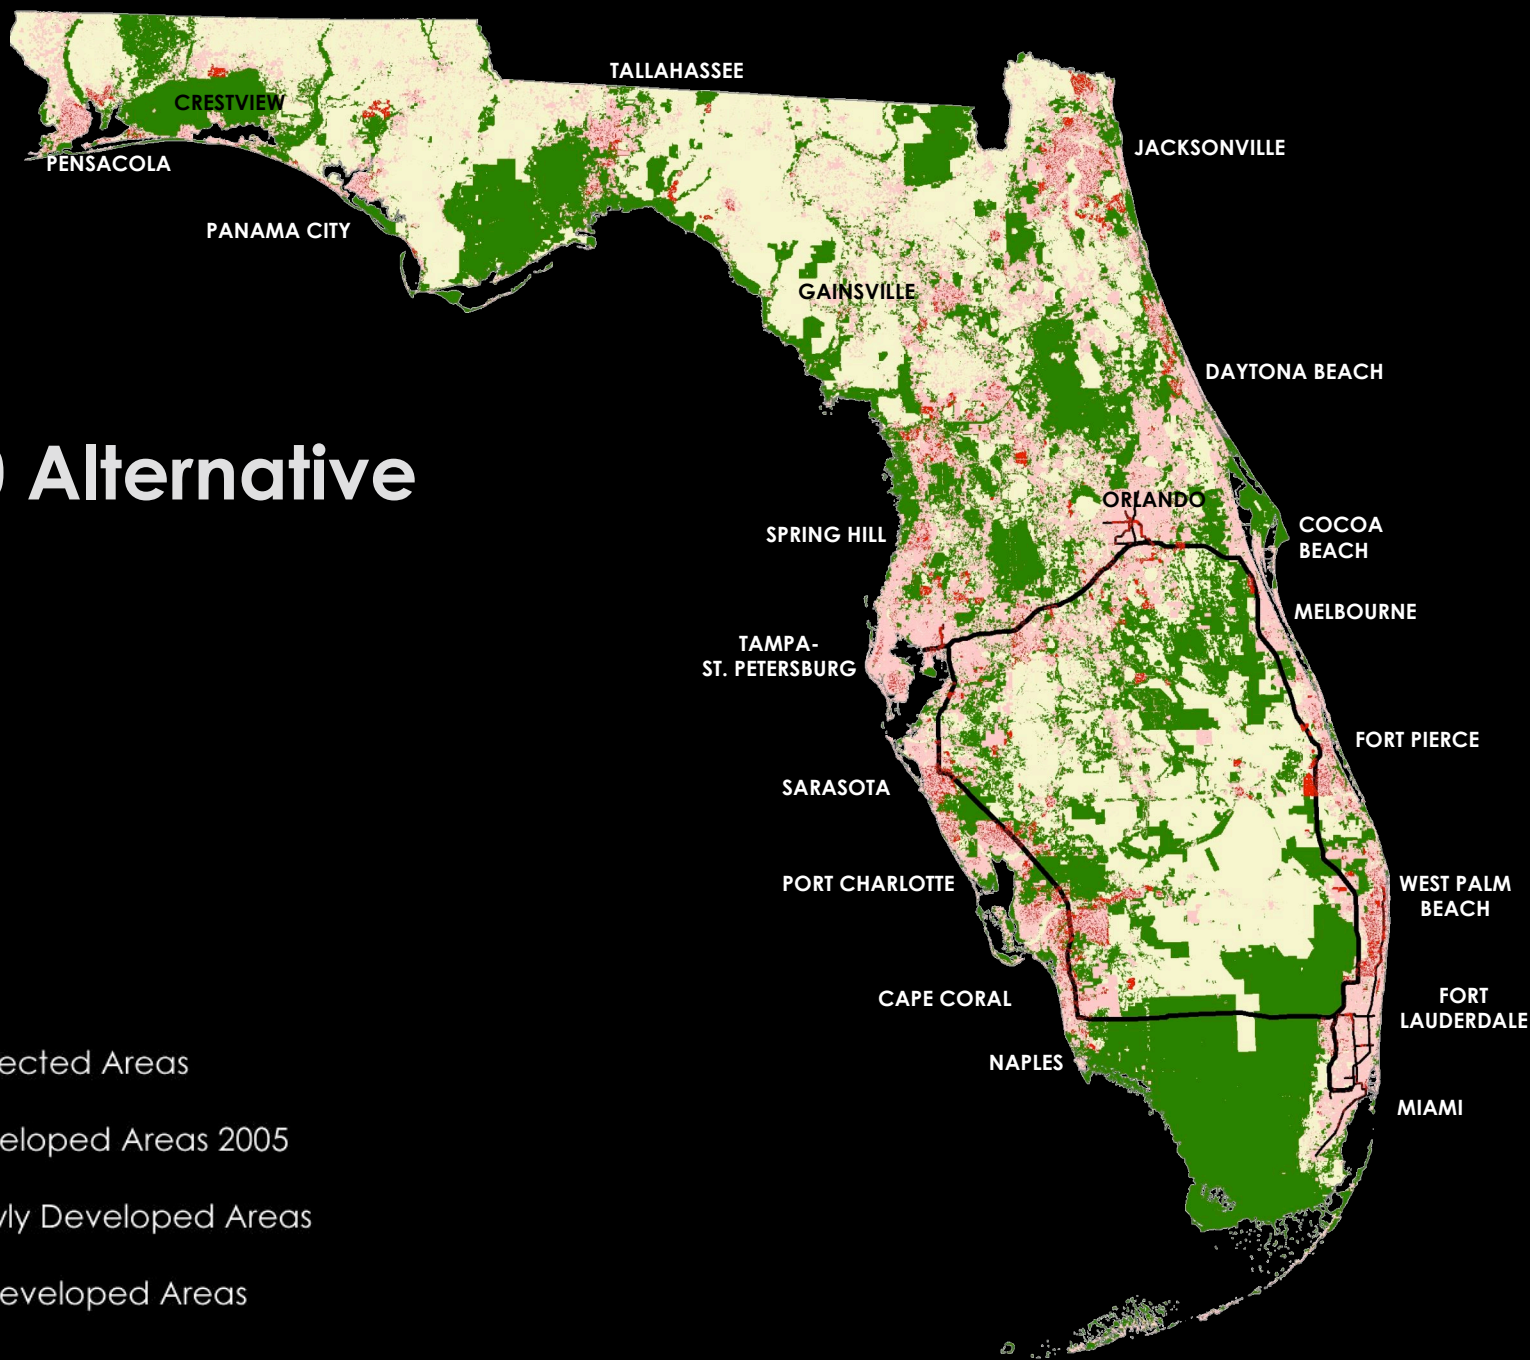 TALLAHASSEE
CRESTVIEW
PENSACOLA
JACKSONVILLE
PANAMA CITY
GAINSVILLE
DAYTONA BEACH
Alternative
ORLANDO
SPRING HILL
COCOA
BEACH
MELBOURNE
TAMPA-
ST. PETERSBURG
FORT PIERCE
SARASOTA
PORT CHARLOTTE
WEST PALM
BEACH
CAPE CORAL
FORT
LAUDERDALE
NAPLES
MIAMI
ected Areas
eloped Areas 2005
ly Developed Areas
eveloped Areas